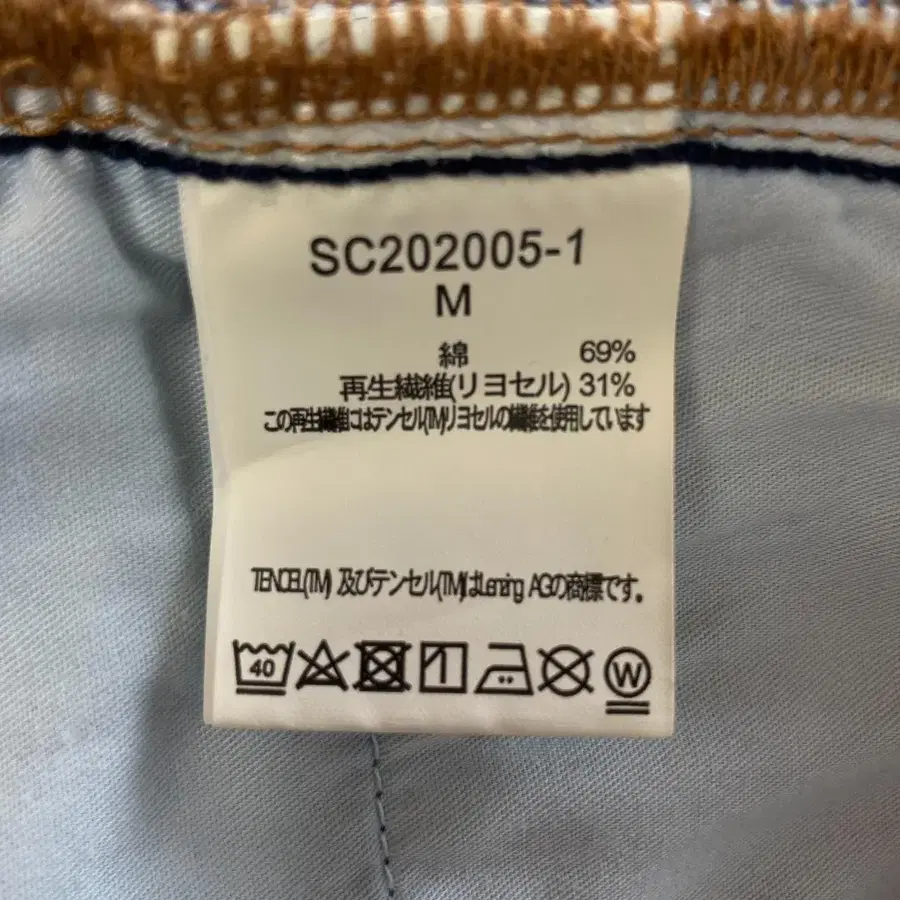 SC202005-1
M
綿 69%
再生繊維(リヨセル) 31%
この再生繊維にはテンセル(TM)リヨセルの繊維を使用しています
TENCEL(TM) 及びテンセル(TM)はLenzing AGの商標です。
40
W